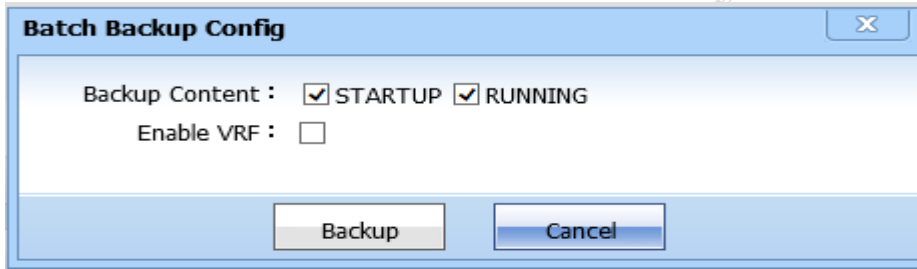 Batch Backup Config
Backup Content： STARTUP RUNNING
Enable VRF：
Backup Cancel